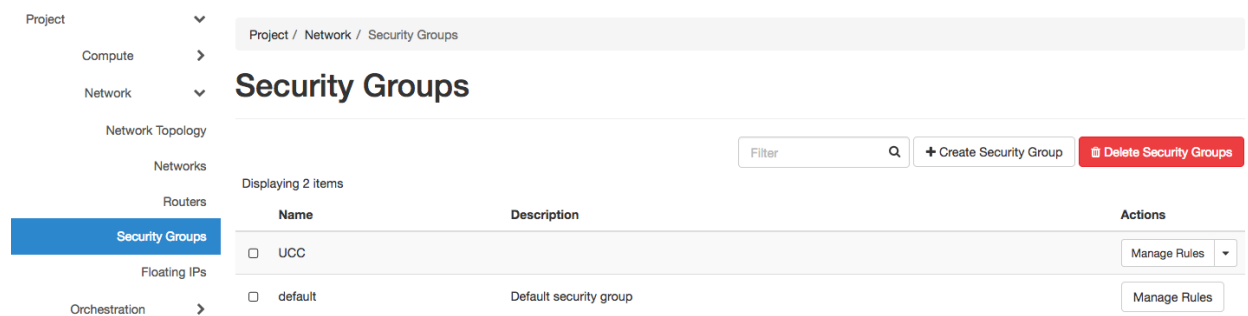 Project
Compute
Network
Network Topology
Networks
Routers
Security Groups
Floating IPs
Orchestration
Project / Network / Security Groups
Security Groups
Filter + Create Security Group Delete Security Groups
Displaying 2 items
Name Description Actions
UCC Manage Rules
default Default security group Manage Rules